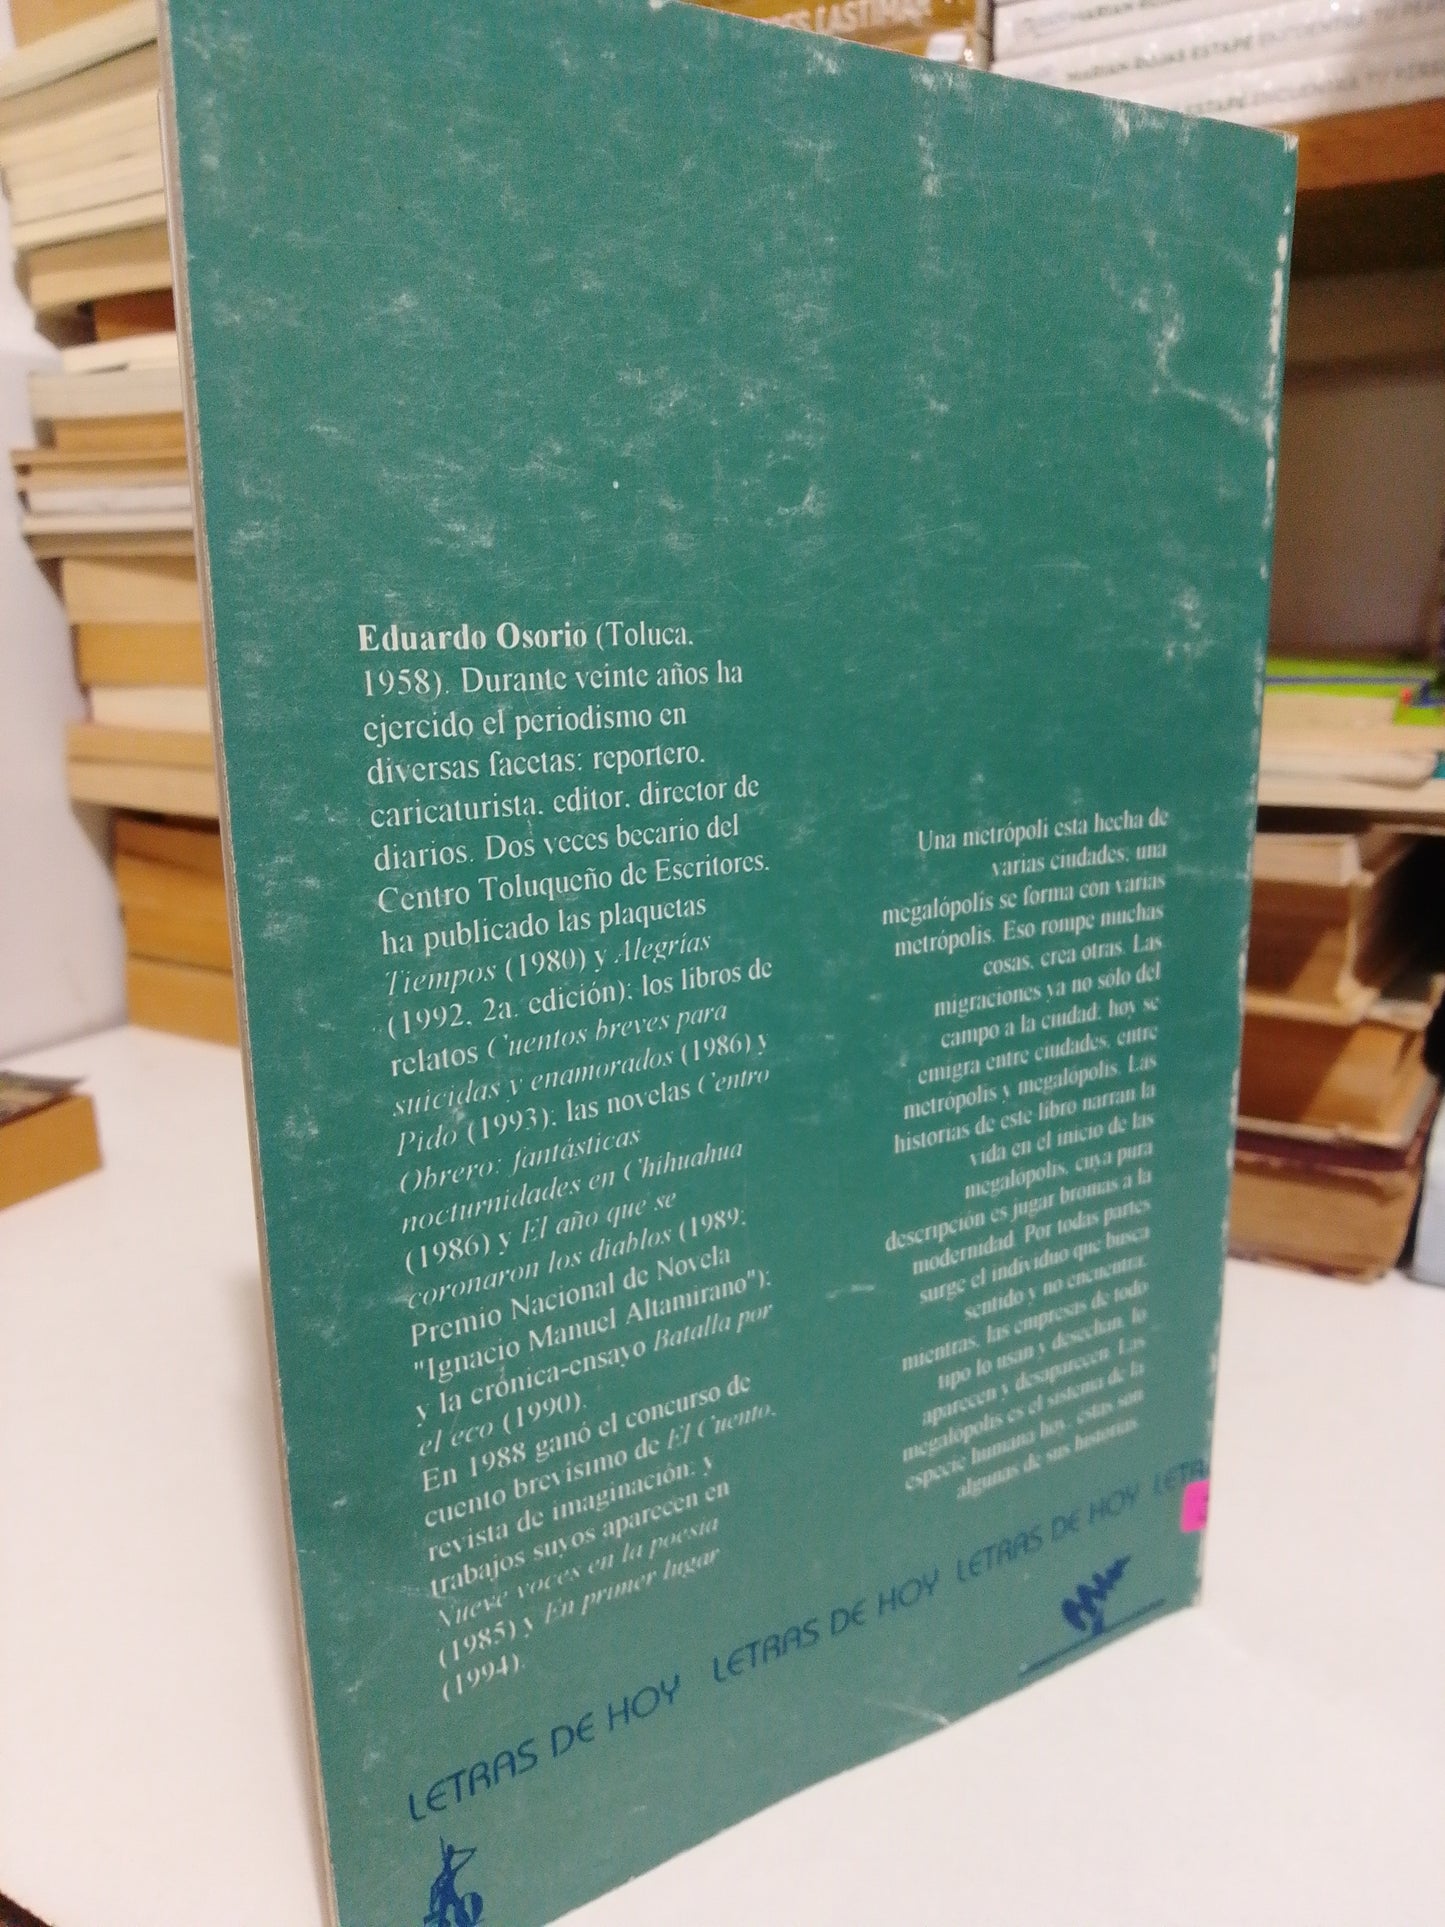 Eduardo Osorio (Toluca.
1958). Durante veinte años ha
ejercido el periodismo en
diversas facetas: reportero.
caricaturista, editor, director de
diarios. Dos veces becario del
Centro Toluqueño de Escritores.
ha publicado las plaquetas
Tiempos (1980) y Alegrías
(1992, 2a. edición); los libros de
relatos Cuentos breves para
suicidas y enamorados (1986) y
Pido (1993); las novelas Centro
Obrero: fantásticas
nocturnidades en Chihuahua
(1986) y El año que se
coronaron los diablos (1989;
Premio Nacional de Novela
"Ignacio Manuel Altamirano");
y la crónica-ensayo Batalla por
el eco (1990).
En 1988 ganó el concurso de
cuento brevísimo de El Cuento,
revista de imaginación; y
trabajos suyos aparecen en
Nueve voces en la poesía
(1985) y En primer lugar
(1994).
Una metrópoli esta hecha de
varias ciudades; una
megalópolis se forma con varias
metrópolis. Eso rompe muchas
cosas, crea otras. Las
migraciones ya no sólo del
campo a la ciudad; hoy se
emigra entre ciudades, entre
metrópolis y megalópolis. Las
historias de este libro narran la
vida en el inicio de las
megalópolis, cuya pura
descripción es jugar bromas a la
modernidad. Por todas partes
surge el individuo que busca
sentido y no encuentra;
mientras, las empresas de todo
tipo lo usan y desechan, lo
aparecen y desaparecen. Las
megalópolis es el sistema de la
especie humana hoy, éstas son
algunas de sus historias.
LETRAS DE HOY LETRAS DE HOY LETRAS DE HOY LETRA